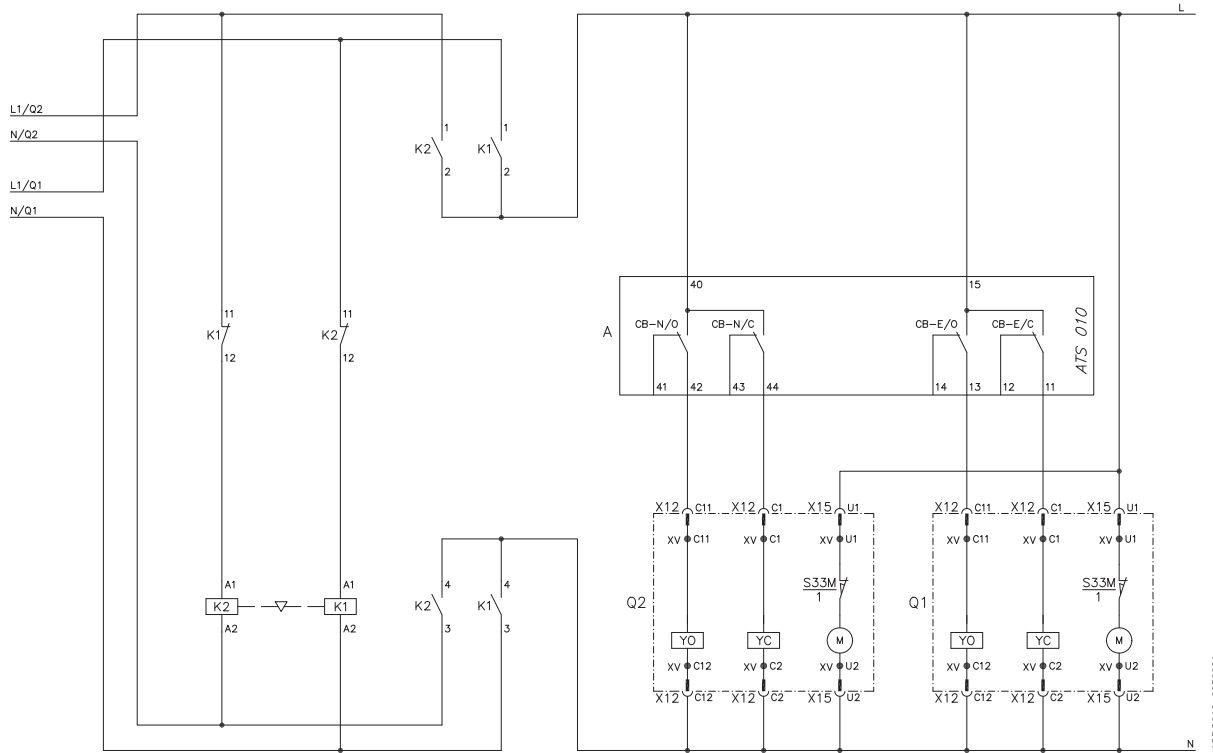 L
L1/Q2
N/Q2
L1/Q1
N/Q1
1 1
K2 K1
2 2
40 15
11 11
K1 K2
12 12
A CB-N/O CB-N/C CB-E/O CB-E/C ATS 010
41 42 43 44 14 13 12 11
X12 C11 X12 C1 X15 U1 X12 C11 X12 C1 X15 U1
XV C11 XV C1 XV U1 XV C11 XV C1 XV U1
A1 A1 4 4 S33M S33M
1 1
K2 K1 K2 K1 Q2 Q1
A2 A2 3 3
YO YC M YO YC M
XV C12 XV C2 XV U2 XV C12 XV C2 XV U2
X12 C12 X12 C2 X15 U2 X12 C12 X12 C2 X15 U2
N